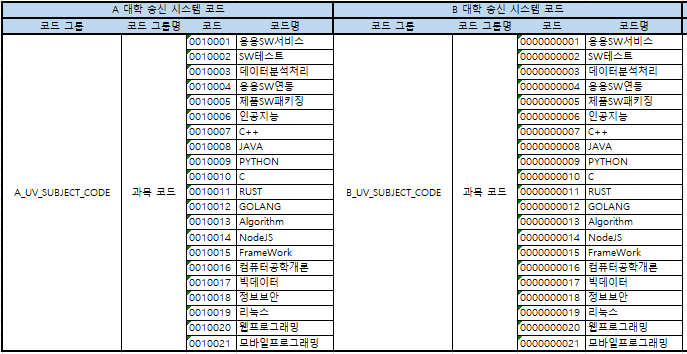 A 대학 송신 시스템 코드 B 대학 송신 시스템 코드
코드 그룹 코드 그룹명 코드 코드명 코드 그룹 코드 그룹명 코드 코드명
0010001 응용SW서비스 0000000001 응용SW서비스
0010002 SW테스트 0000000002 SW테스트
0010003 데이터분석처리 0000000003 데이터분석처리
0010004 응용SW연동 0000000004 응용SW연동
0010005 제품SW패키징 0000000005 제품SW패키징
0010006 인공지능 0000000006 인공지능
0010007 C++ 0000000007 C++
0010008 JAVA 0000000008 JAVA
0010009 PYTHON 0000000009 PYTHON
0010010 C 0000000010 C
A_UV_SUBJECT_CODE 과목 코드 0010011 RUST B_UV_SUBJECT_CODE 과목 코드 0000000011 RUST
0010012 GOLANG 0000000012 GOLANG
0010013 Algorithm 0000000013 Algorithm
0010014 NodeJS 0000000014 NodeJS
0010015 FrameWork 0000000015 FrameWork
0010016 컴퓨터공학개론 0000000016 컴퓨터공학개론
0010017 빅데이터 0000000017 빅데이터
0010018 정보보안 0000000018 정보보안
0010019 리눅스 0000000019 리눅스
0010020 웹프로그래밍 0000000020 웹프로그래밍
0010021 모바일프로그래밍 0000000021 모바일프로그래밍